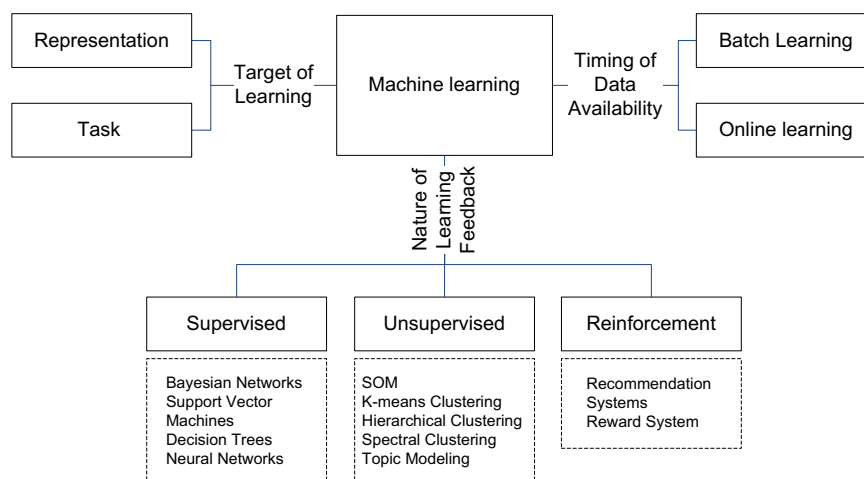 Representation
Task
Target of
Learning
Machine learning
Timing of
Data
Availability
Batch Learning
Online learning
Nature of
Learning
Feedback
Supervised
Bayesian Networks
Support Vector
Machines
Decision Trees
Neural Networks
Unsupervised
SOM
K-means Clustering
Hierarchical Clustering
Spectral Clustering
Topic Modeling
Reinforcement
Recommendation
Systems
Reward System